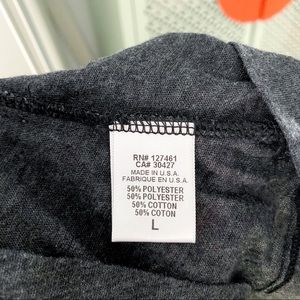 RN# 127461
CA# 30427
MADE IN U.S.A.
FABRIQUE EN U.S.A.
50% POLYESTER
50% POLYESTER
50% COTTON
50% COTON
L